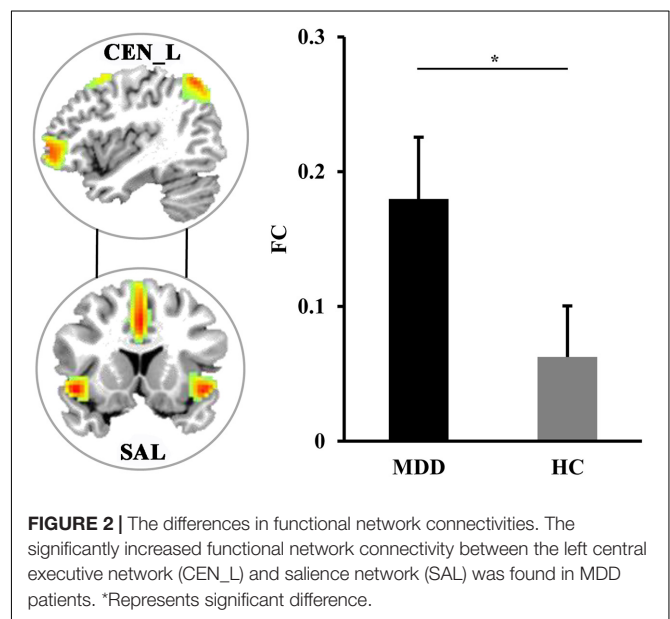 CEN_L
SAL
0.3
0.2
0.1
0
FC
*
MDD HC
FIGURE 2 | The differences in functional network connectivities. The
significantly increased functional network connectivity between the left central
executive network (CEN_L) and salience network (SAL) was found in MDD
patients. *Represents significant difference.